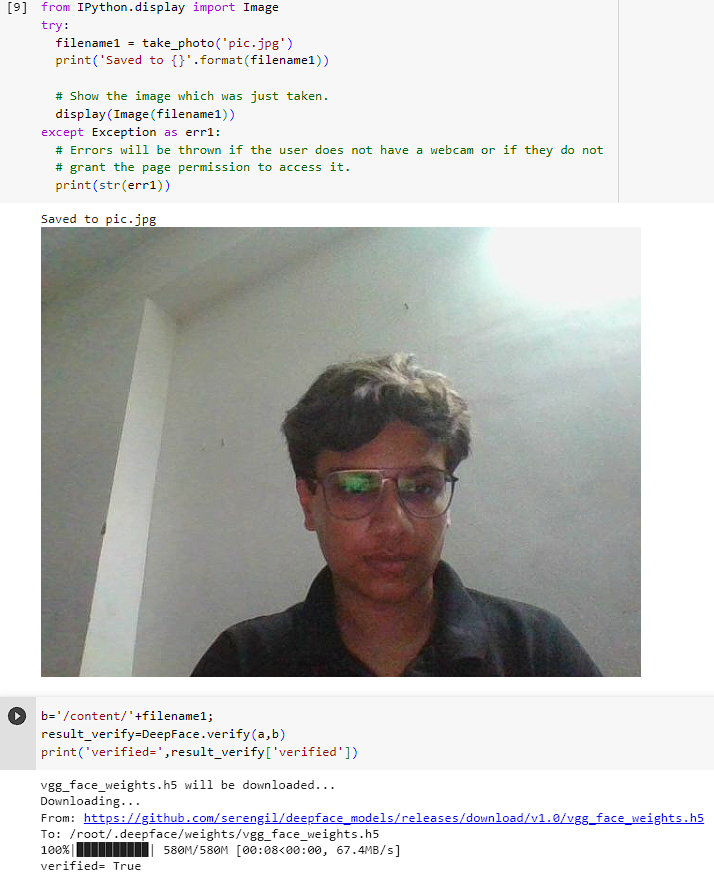 [9] from IPython.display import Image
try:
filename1 = take_photo('pic.jpg')
print('Saved to {}'.format(filename1))
# Show the image which was just taken.
display(Image(filename1))
except Exception as err1:
# Errors will be thrown if the user does not have a webcam or if they do not
# grant the page permission to access it.
print(str(err1))
Saved to pic.jpg
b='/content/'+filename1;
result_verify=DeepFace.verify(a,b)
print('verified=',result_verify['verified'])
vgg_face_weights.h5 will be downloaded...
Downloading...
From: https://github.com/serengil/deepface_models/releases/download/v1.0/vgg_face_weights.h5
To: /root/.deepface/weights/vgg_face_weights.h5
100%|██████████| 580M/580M [00:08<00:00, 67.4MB/s]
verified= True